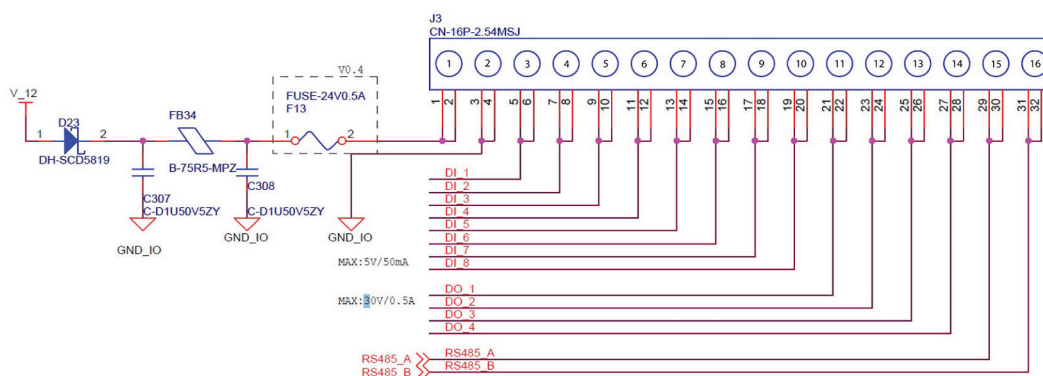 J3
CN-16P-2.54MSJ
1 2 3 4 5 6 7 8 9 10 11 12 13 14 15 16
1 2 3 4 5 6 7 8 9 10 11 12 13 14 15 16 17 18 19 20 21 22 23 24 25 26 27 28 29 30 31 32
V0.4
FUSE-24V0.5A
F13
1 2
V_12
D23
1 2
DH-SCD5819
FB34
B-75R5-MPZ
C307
C-D1U50V5ZY
C308
C-D1U50V5ZY
GND_IO
GND_IO
GND_IO
DI_1
DI_2
DI_3
DI_4
DI_5
DI_6
DI_7
DI_8
MAX:5V/50mA
DO_1
DO_2
DO_3
DO_4
MAX:30V/0.5A
RS485_A RS485_A
RS485_B RS485_B